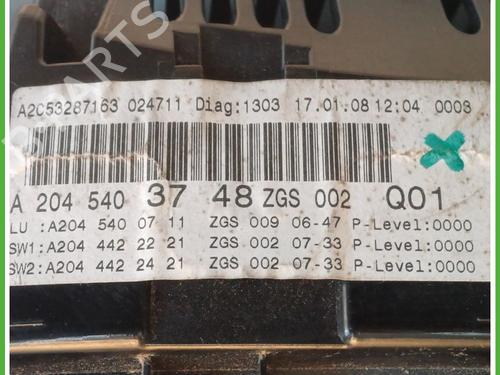 A2C53287163 024711 Diag:1303 17.01.08 12:04 0008
A 204 540 37 48 ZGS 002 Q01
LU :A204 540 07 11 ZGS 009 06-47 P-Level:0000
SW1:A204 442 22 21 ZGS 002 07-33 P-Level:0000
SW2:A204 442 24 21 ZGS 002 07-33 P-Level:0000